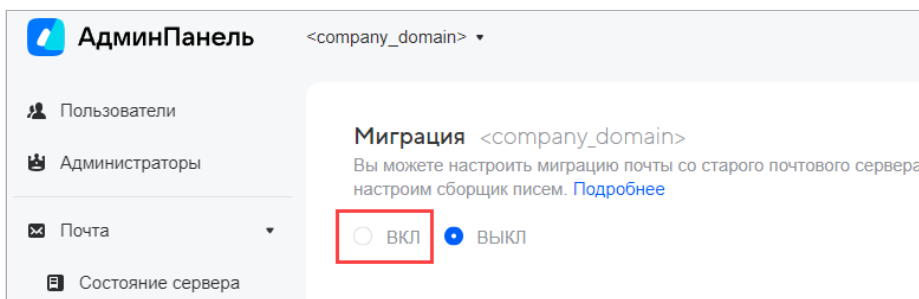 АдминПанель
<company_domain>
Пользователи
Администраторы
Почта
Состояние сервера
Миграция <company_domain>
Вы можете настроить миграцию почты со старого почтового сервера
настроим сборщик писем. Подробнее
ВКЛ ВЫКЛ